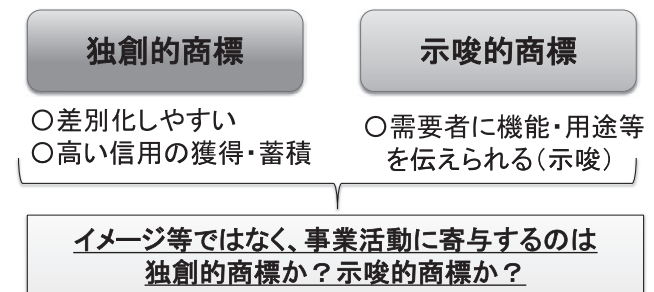 独創的商標
示唆的商標
〇差別化しやすい
〇高い信用の獲得・蓄積
〇需要者に機能・用途等
を伝えられる(示唆)
イメージ等ではなく、事業活動に寄与するのは
独創的商標か？示唆的商標か？